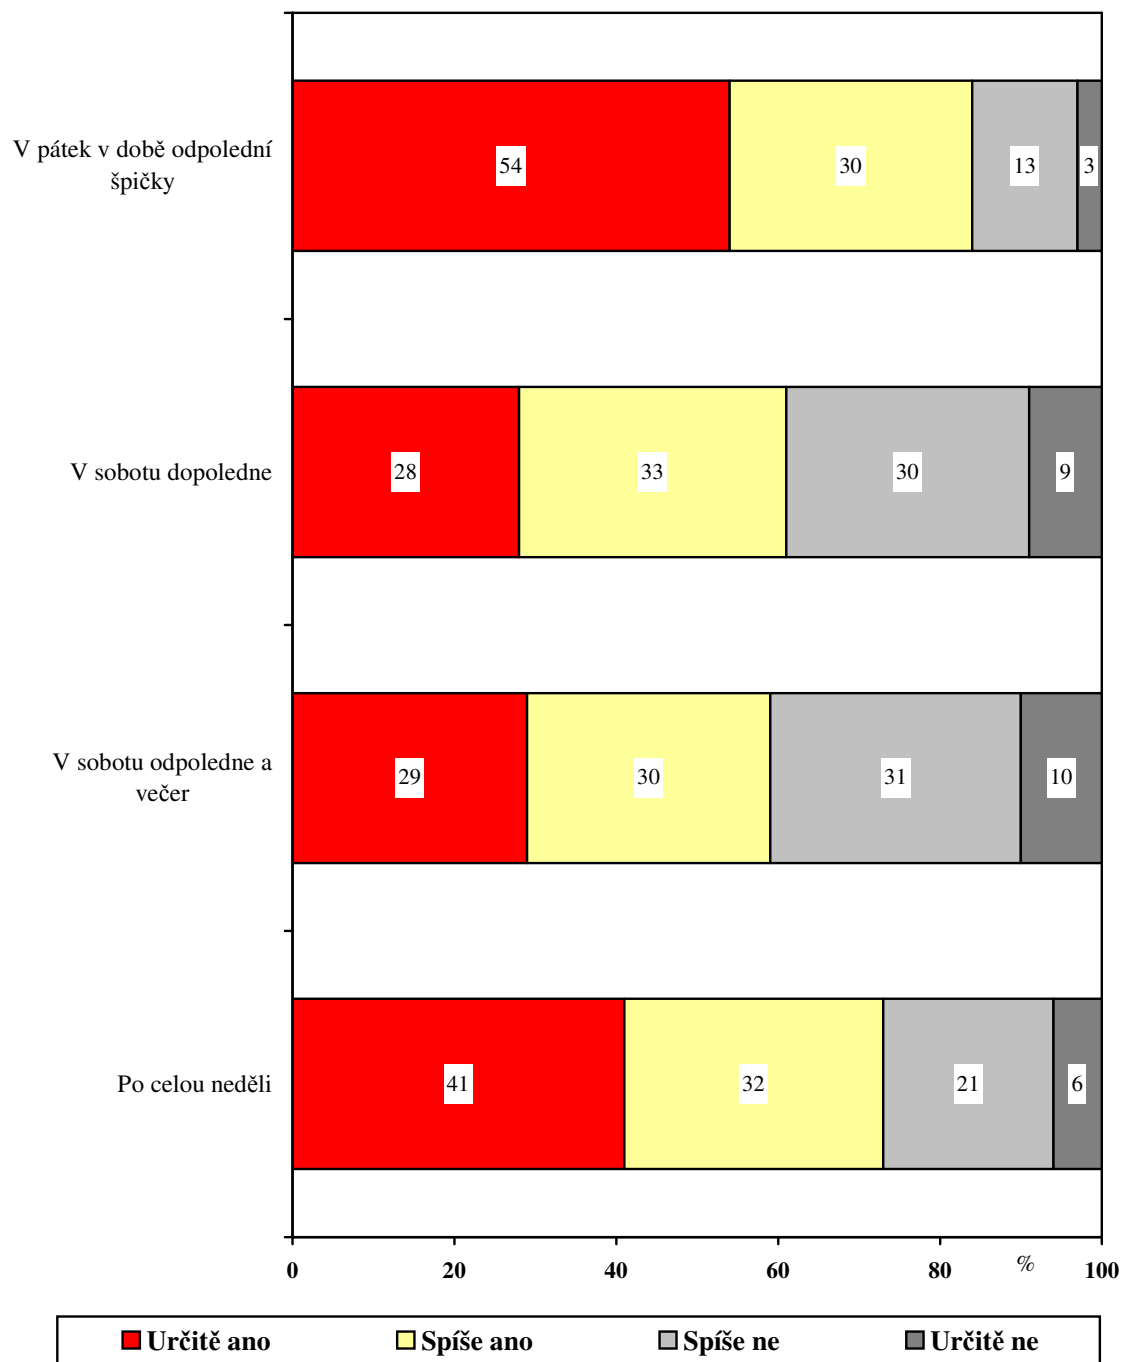 V pátek v době odpolední
špičky
54
30
13
3
V sobotu dopoledne
28
33
30
9
V sobotu odpoledne a
večer
29
30
31
10
Po celou neděli
41
32
21
6
0
20
40
60
80
%
100
Určitě ano
Spíše ano
Spíše ne
Určitě ne